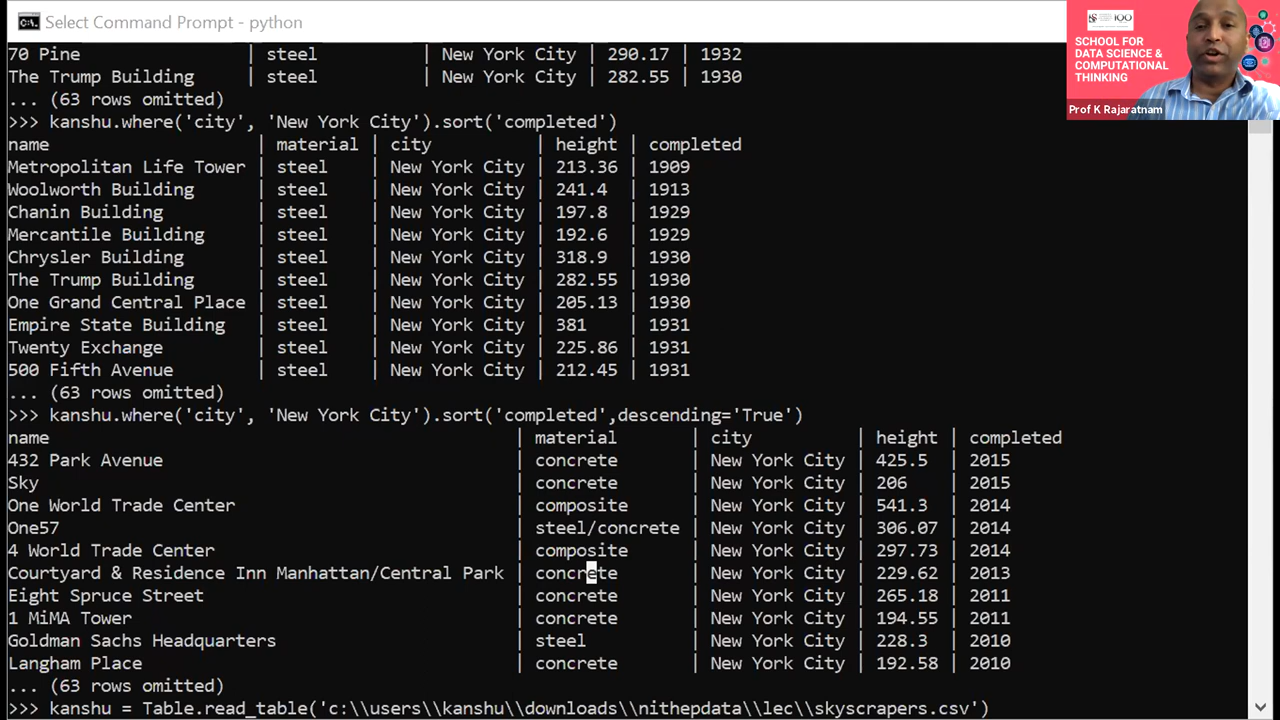 Select Command Prompt - python
70 Pine | steel | New York City | 290.17 | 1932
The Trump Building | steel | New York City | 282.55 | 1930
... (63 rows omitted)
>>> kanshu.where('city', 'New York City').sort('completed')
name | material | city | height | completed
Metropolitan Life Tower | steel | New York City | 213.36 | 1909
Woolworth Building | steel | New York City | 241.4 | 1913
Chanin Building | steel | New York City | 197.8 | 1929
Mercantile Building | steel | New York City | 192.6 | 1929
Chrysler Building | steel | New York City | 318.9 | 1930
The Trump Building | steel | New York City | 282.55 | 1930
One Grand Central Place | steel | New York City | 205.13 | 1930
Empire State Building | steel | New York City | 381 | 1931
Twenty Exchange | steel | New York City | 225.86 | 1931
500 Fifth Avenue | steel | New York City | 212.45 | 1931
... (63 rows omitted)
>>> kanshu.where('city', 'New York City').sort('completed',descending='True')
name | material | city | height | completed
432 Park Avenue | concrete | New York City | 425.5 | 2015
Sky | concrete | New York City | 206 | 2015
One World Trade Center | composite | New York City | 541.3 | 2014
One57 | steel/concrete | New York City | 306.07 | 2014
4 World Trade Center | composite | New York City | 297.73 | 2014
Courtyard & Residence Inn Manhattan/Central Park | concrete | New York City | 229.62 | 2013
Eight Spruce Street | concrete | New York City | 265.18 | 2011
1 MiMA Tower | concrete | New York City | 194.55 | 2011
Goldman Sachs Headquarters | steel | New York City | 228.3 | 2010
Langham Place | concrete | New York City | 192.58 | 2010
... (63 rows omitted)
>>> kanshu = Table.read_table('c:\\users\\kanshu\\downloads\\nithepdata\\lec\\skyscrapers.csv')
100
SCHOOL FOR
DATA SCIENCE &
COMPUTATIONAL
THINKING
Prof K Rajaratnam